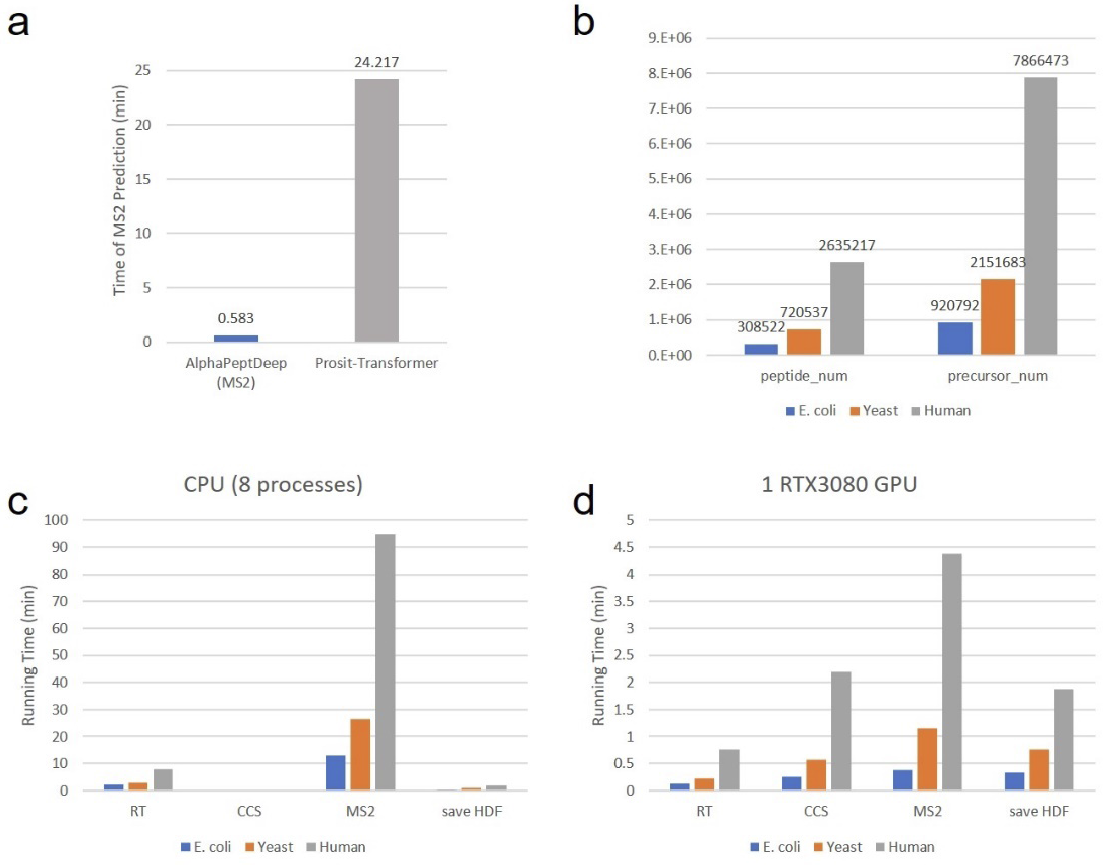 a
24.217
25
20
15
10
5
0
Time of MS2 Prediction (min)
0.583
AlphaPeptDeep
(MS2)
Prosit-Transformer
b
9.E+06
8.E+06
7.E+06
6.E+06
5.E+06
4.E+06
3.E+06
2.E+06
1.E+06
0.E+00
7866473
2635217
2151683
308522
720537
920792
peptide_num
precursor_num
E. coli
Yeast
Human
c
CPU (8 processes)
100
90
80
70
60
50
40
30
20
10
0
Running Time (min)
RT
CCS
MS2
save HDF
E. coli
Yeast
Human
d
1 RTX3080 GPU
5
4.5
4
3.5
3
2.5
2
1.5
1
0.5
0
Running Time (min)
RT
CCS
MS2
save HDF
E. coli
Yeast
Human